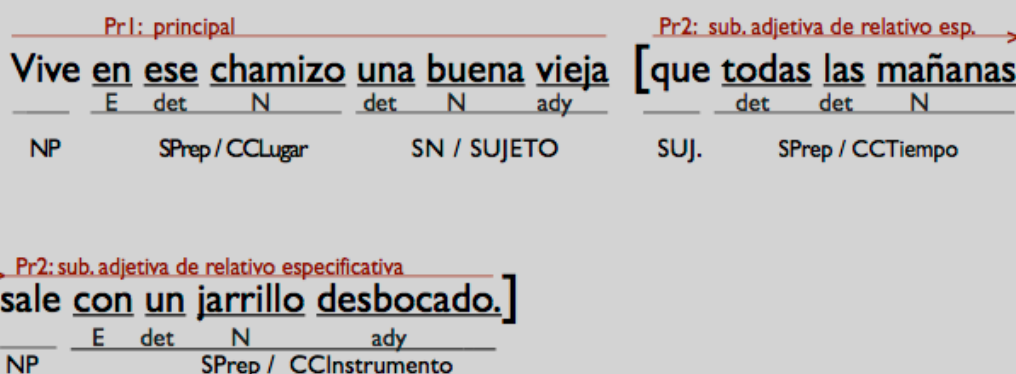 Pr1: principal Pr2: sub. adjetiva de relativo esp.
Vive en ese chamizo una buena vieja [que todas las mañanas
E det N det N ady det det N
NP SPrep / CCLugar SN / SUJETO SUJ. SPrep / CCTiempo
Pr2: sub. adjetiva de relativo especificativa
sale con un jarrillo desbocado.]
E det N ady
NP SPrep / CCInstrumento